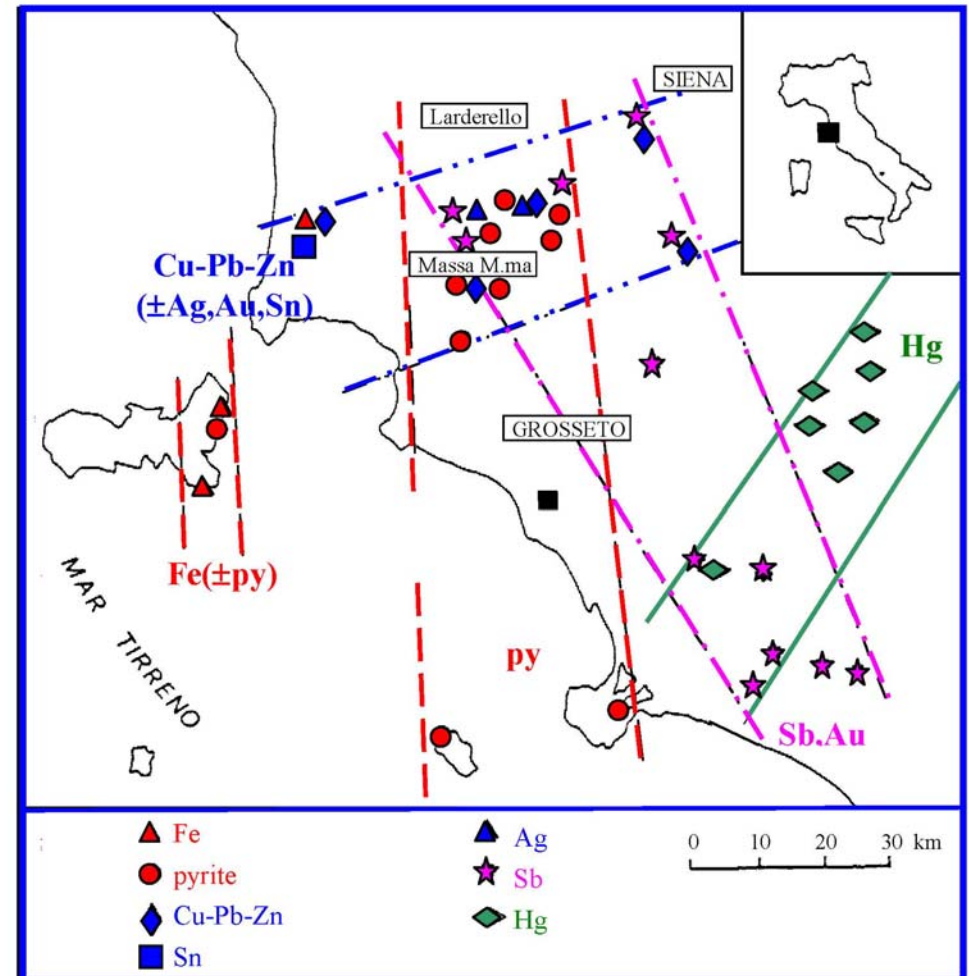 SIENA
Larderello
Massa M.ma
Cu-Pb-Zn
(±Ag,Au,Sn)
Hg
GROSSETO
Fe(±py)
MAR TIRRENO
py
Sb,Au
Fe
pyrite
Cu-Pb-Zn
Sn
Ag
Sb
Hg
0 10 20 30 km